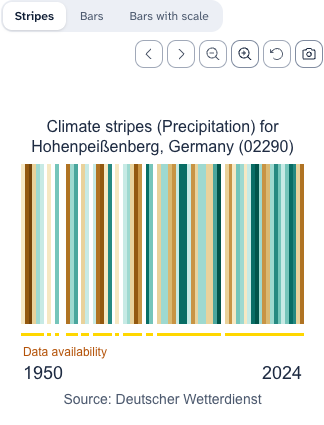 Stripes
Bars
Bars with scale
Climate stripes (Precipitation) for
Hohenpeißenberg, Germany (02290)
Data availability
1950
2024
Source: Deutscher Wetterdienst